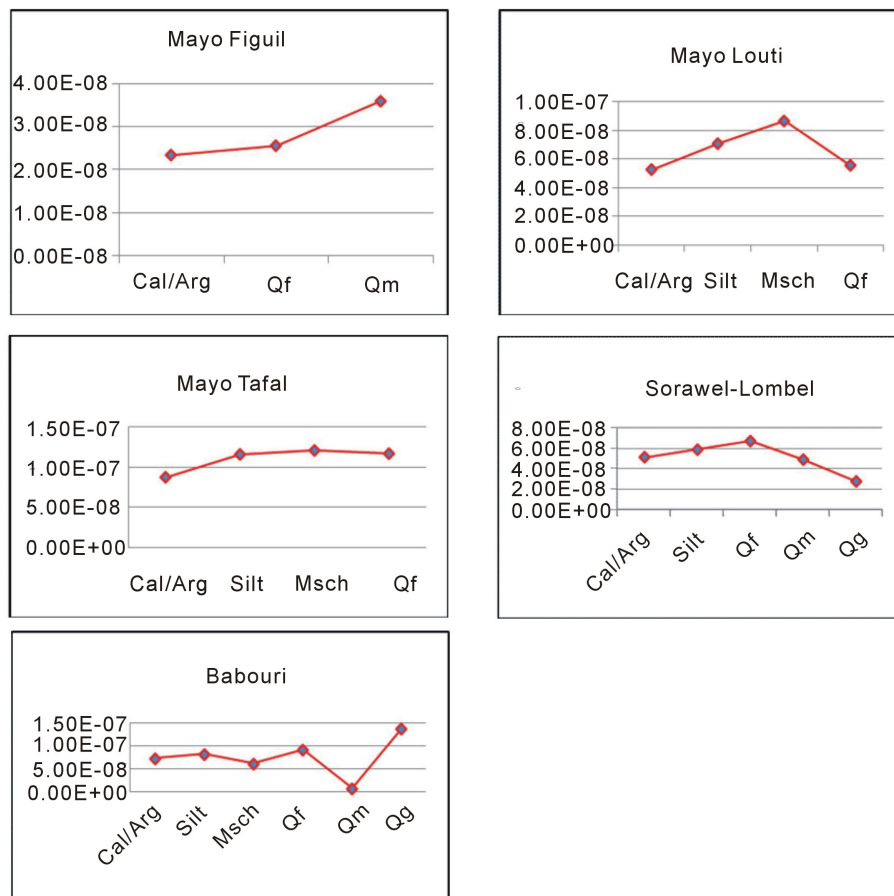 Mayo Figuil
4.00E-08
3.00E-08
2.00E-08
1.00E-08
0.00E-08
Cal/Arg Qf Qm
Mayo Louti
1.00E-07
8.00E-08
6.00E-08
4.00E-08
2.00E-08
0.00E+00
Cal/Arg Silt Msch Qf
Mayo Tafal
1.50E-07
1.00E-07
5.00E-08
0.00E+00
Cal/Arg Silt Msch Qf
Sorawel-Lombel
8.00E-08
6.00E-08
4.00E-08
2.00E-08
0.00E+00
Cal/Arg Silt Qf Qm Qg
Babouri
1.50E-07
1.00E-07
5.00E-08
0.00E+00
Cal/Arg Silt Msch Qf Qm Qg